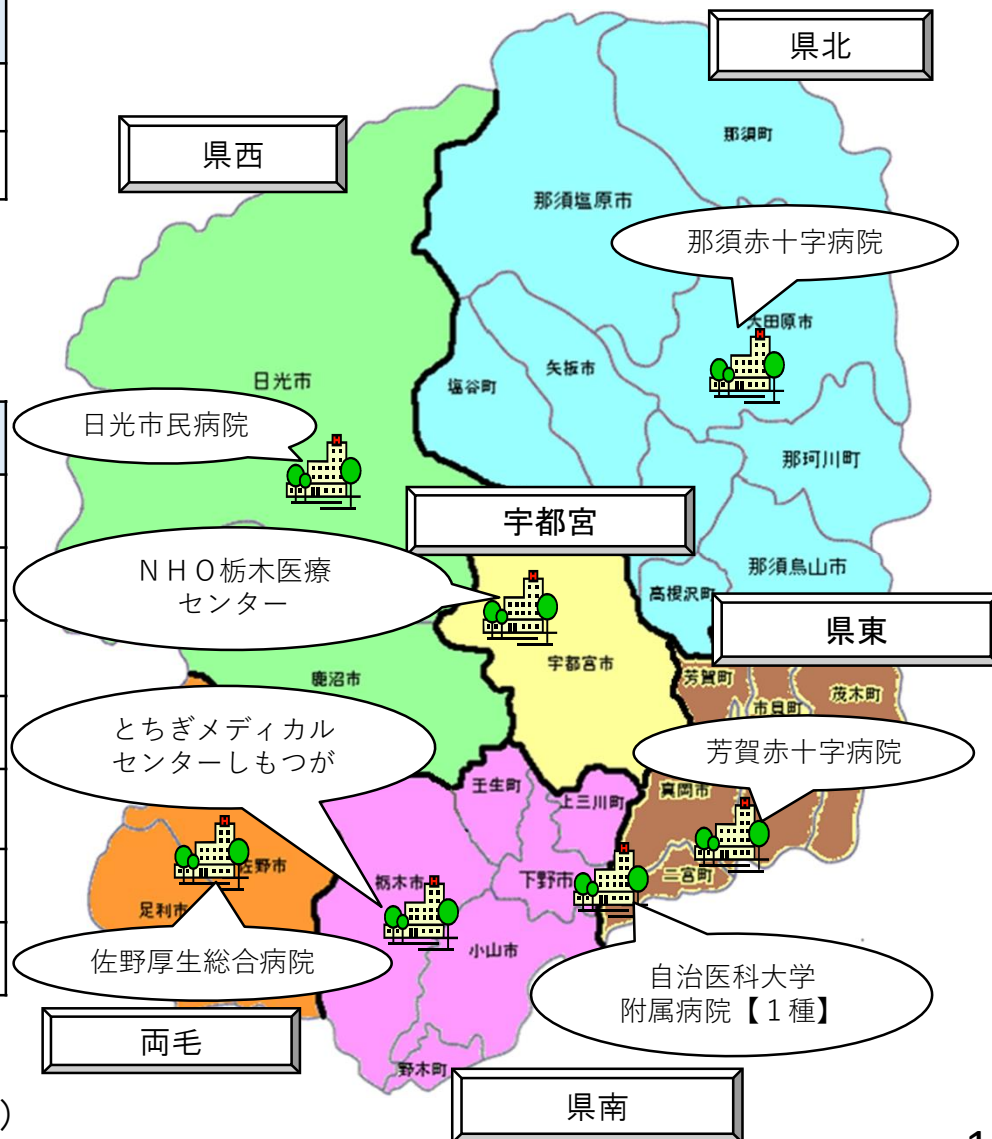 県北
県西
那須町
那須塩原市
那須赤十字病院
大田原市
日光市
塩谷町
矢板市
日光市民病院
那珂川町
宇都宮
NHO栃木医療
センター
那須烏山市
高根沢町
県東
宇都宮市
鹿沼市
芳賀町
市貝町
茂木町
とちぎメディカル
センターしもつが
芳賀赤十字病院
壬生町
上三川町
真岡市
佐野市
栃木市
下野市
二宮町
足利市
小山市
佐野厚生総合病院
自治医科大学
附属病院【1種】
両毛
野木町
県南
)